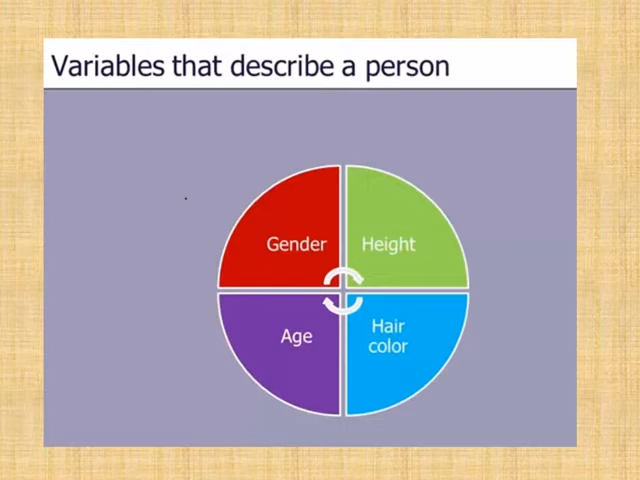 Variables that describe a person
Gender
Height
Age
Hair
color